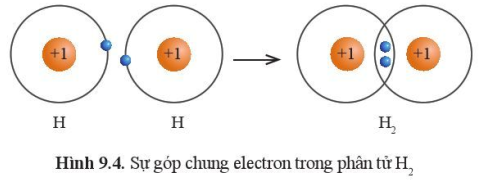 +1 +1 +1 +1
H H H₂
Hình 9.4. Sự góp chung electron trong phân tử H₂